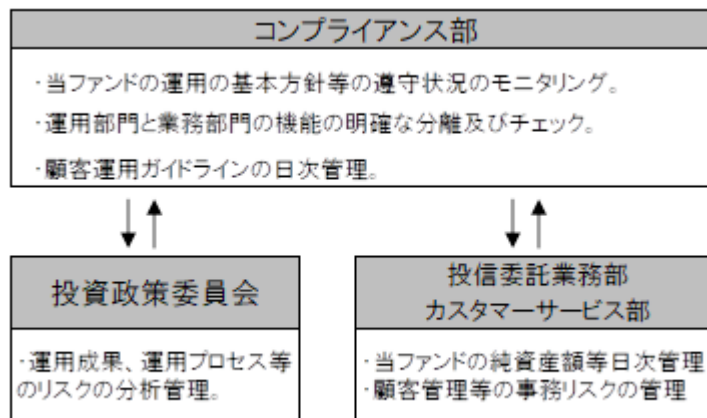 コンプライアンス部
・当ファンドの運用の基本方針等の遵守状況のモニタリング。
・運用部門と業務部門の機能の明確な分離及びチェック。
・顧客運用ガイドラインの日次管理。
投資政策委員会
・運用成果、運用プロセス等
のリスクの分析管理。
投信委託業務部
カスタマーサービス部
・当ファンドの純資産額等日次管理
・顧客管理等の事務リスクの管理